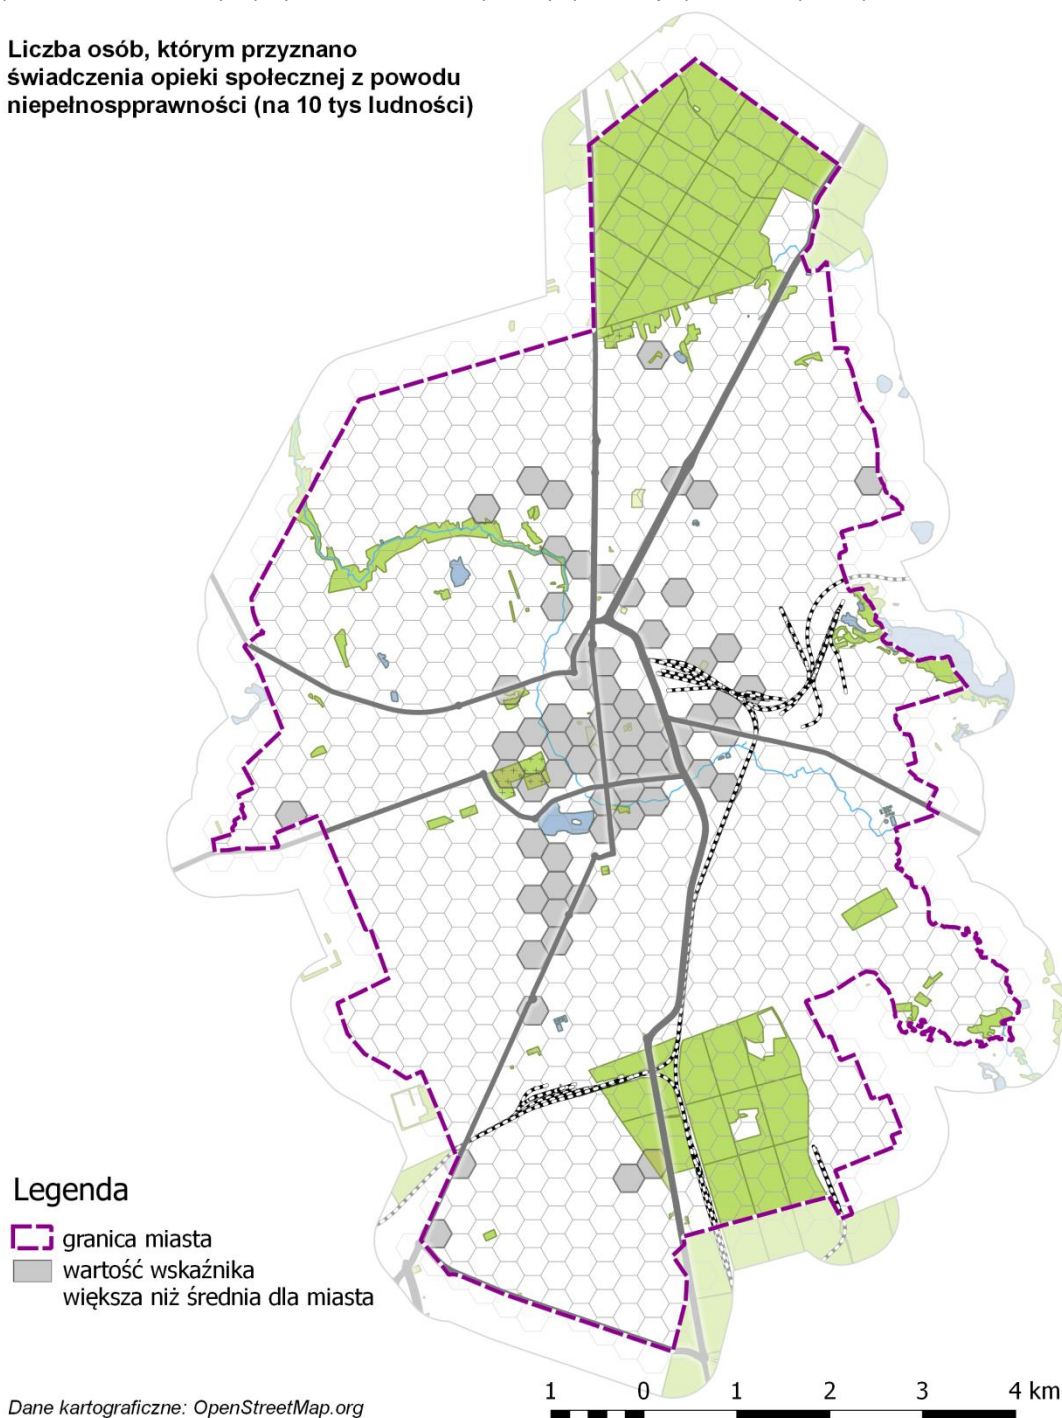 Liczba osób, którym przyznano
świadczenia opieki społecznej z powodu
niepełnospprawności (na 10 tys ludności)
Legenda
granica miasta
wartość wskaźnika
większa niż średnia dla miasta
1 0 1 2 3 4 km
Dane kartograficzne: OpenStreetMap.org